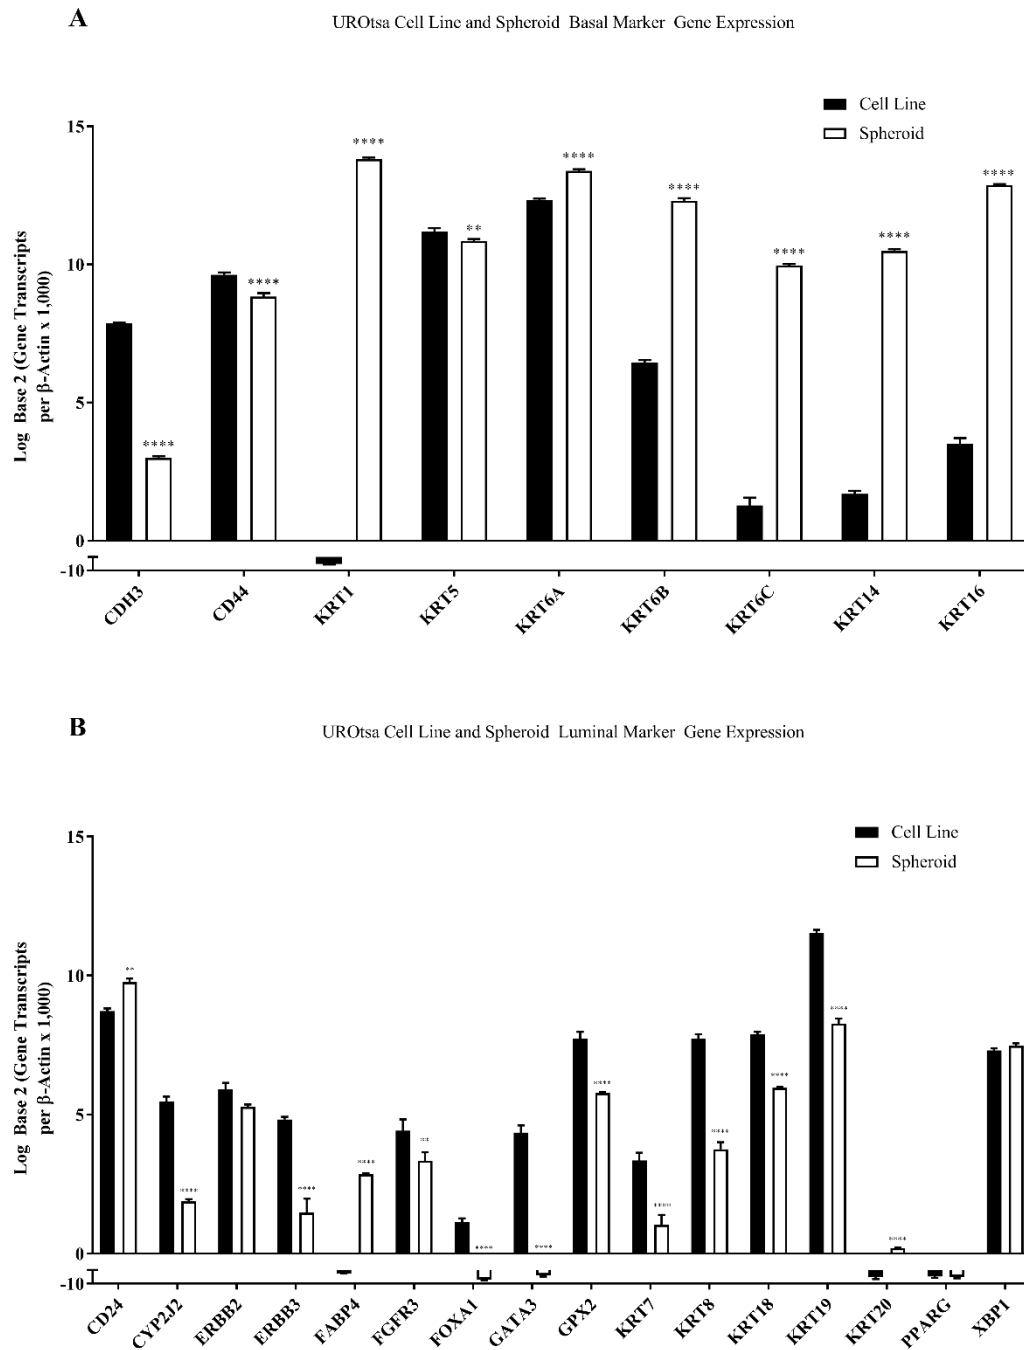 A
UROtsa Cell Line and Spheroid Basal Marker Gene Expression
Cell Line
Spheroid
Log Base 2 (Gene Transcripts
per β-Actin x 1,000)
15
10
5
0
-10
****
****
****
**
****
****
****
****
****
CDH3
CD44
KRT1
KRT5
KRT6A
KRT6B
KRT6C
KRT14
KRT16
B
UROtsa Cell Line and Spheroid Luminal Marker Gene Expression
Cell Line
Spheroid
Log Base 2 (Gene Transcripts
per β-Actin x 1,000)
15
10
5
0
-10
**
****
****
****
**
****
****
****
****
****
****
****
****
CD24
CYP2J2
ERBB2
ERBB3
FABP4
FGFR3
FOXA1
GATA3
GPX2
KRT7
KRT8
KRT18
KRT19
KRT20
PPARG
XBP1